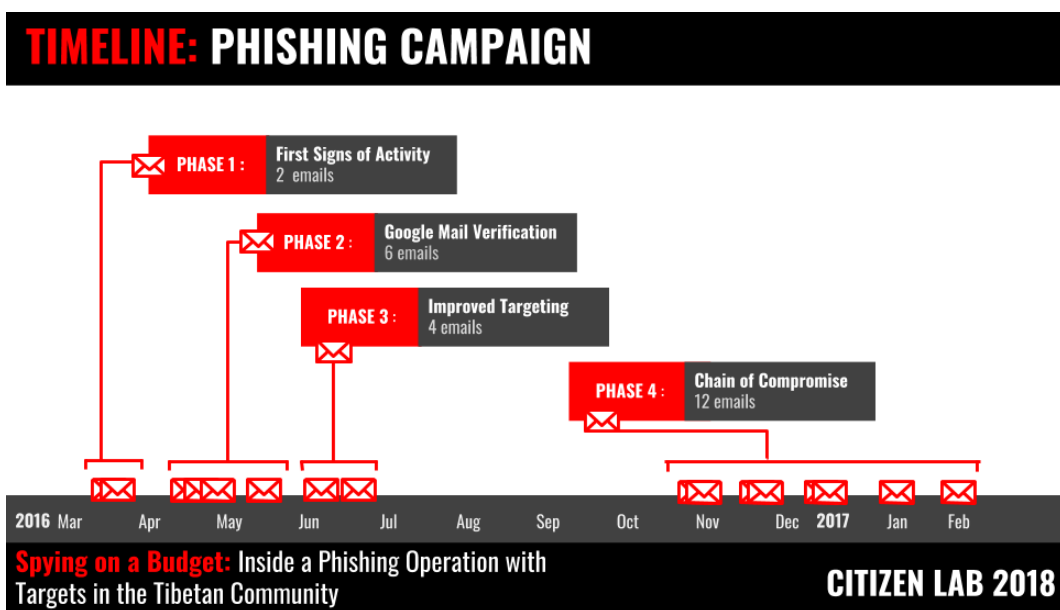 TIMELINE: PHISHING CAMPAIGN
PHASE 1 :
First Signs of Activity
2 emails
PHASE 2 :
Google Mail Verification
6 emails
PHASE 3 :
Improved Targeting
4 emails
PHASE 4 :
Chain of Compromise
12 emails
2016 Mar Apr May Jun Jul Aug Sep Oct Nov Dec 2017 Jan Feb
Spying on a Budget: Inside a Phishing Operation with
Targets in the Tibetan Community
CITIZEN LAB 2018